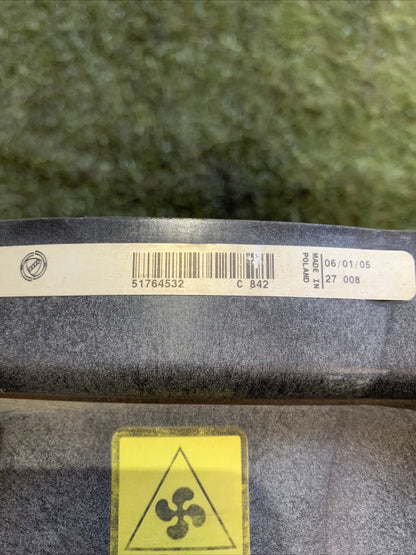 51764532 C 842
MADE IN
POLAND
06/01/05
27 008